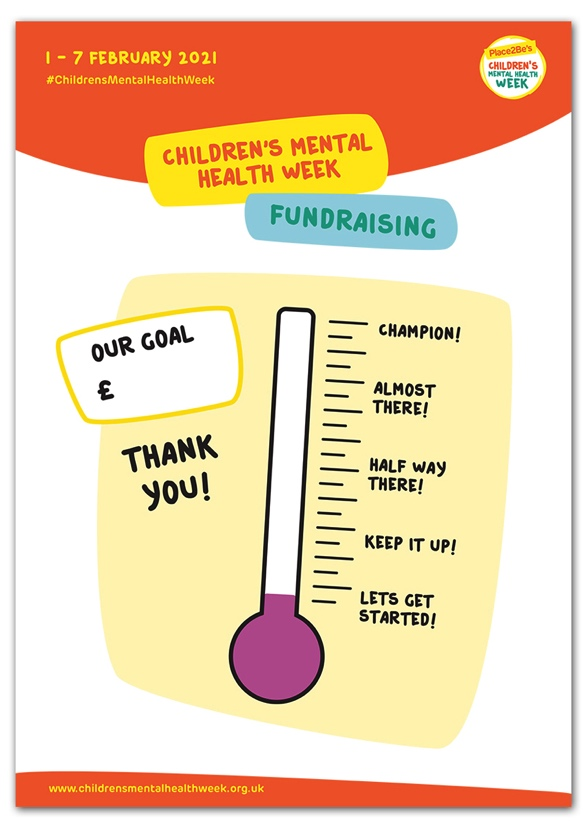 1 - 7 FEBRUARY 2021
#ChildrensMentalHealthWeek
Place2Be's
CHILDREN'S
MENTAL HEALTH
WEEK
CHILDREN'S MENTAL
HEALTH WEEK
FUNDRAISING
OUR GOAL
£
THANK
YOU!
CHAMPION!
ALMOST
THERE!
HALF WAY
THERE!
KEEP IT UP!
LETS GET
STARTED!
www.childrensmentalhealthweek.org.uk